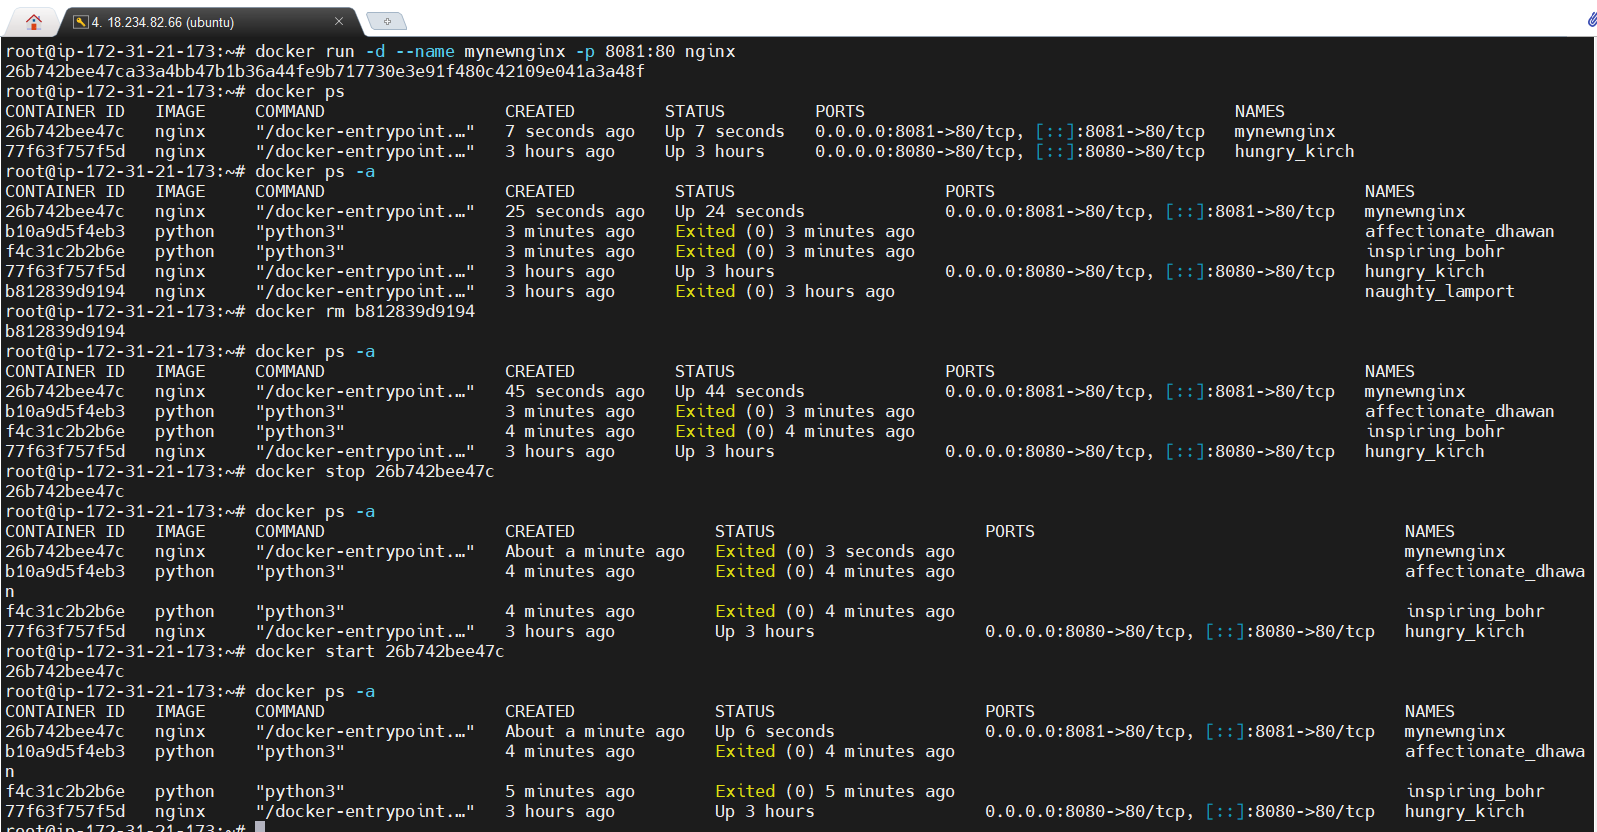 4. 18.234.82.66 (ubuntu)
root@ip-172-31-21-173:~# docker run -d --name mynewnginx -p 8081:80 nginx
26b742bee47ca33a4bb47b1b36a44fe9b717730e3e91f480c42109e041a3a48f
root@ip-172-31-21-173:~# docker ps
CONTAINER ID   IMAGE     COMMAND                  CREATED         STATUS         PORTS                                     NAMES
26b742bee47c   nginx     "/docker-entrypoint.…"   7 seconds ago   Up 7 seconds   0.0.0.0:8081->80/tcp, [::]:8081->80/tcp   mynewnginx
77f63f757f5d   nginx     "/docker-entrypoint.…"   3 hours ago     Up 3 hours     0.0.0.0:8080->80/tcp, [::]:8080->80/tcp   hungry_kirch
root@ip-172-31-21-173:~# docker ps -a
CONTAINER ID   IMAGE     COMMAND                  CREATED          STATUS                     PORTS                                     NAMES
26b742bee47c   nginx     "/docker-entrypoint.…"   25 seconds ago   Up 24 seconds              0.0.0.0:8081->80/tcp, [::]:8081->80/tcp   mynewnginx
b10a9d5f4eb3   python    "python3"                3 minutes ago    Exited (0) 3 minutes ago                                             affectionate_dhawan
f4c31c2b2b6e   python    "python3"                3 minutes ago    Exited (0) 3 minutes ago                                             inspiring_bohr
77f63f757f5d   nginx     "/docker-entrypoint.…"   3 hours ago      Up 3 hours                 0.0.0.0:8080->80/tcp, [::]:8080->80/tcp   hungry_kirch
b812839d9194   nginx     "/docker-entrypoint.…"   3 hours ago      Exited (0) 3 hours ago                                               naughty_lamport
root@ip-172-31-21-173:~# docker rm b812839d9194
b812839d9194
root@ip-172-31-21-173:~# docker ps -a
CONTAINER ID   IMAGE     COMMAND                  CREATED          STATUS                     PORTS                                     NAMES
26b742bee47c   nginx     "/docker-entrypoint.…"   45 seconds ago   Up 44 seconds              0.0.0.0:8081->80/tcp, [::]:8081->80/tcp   mynewnginx
b10a9d5f4eb3   python    "python3"                3 minutes ago    Exited (0) 3 minutes ago                                             affectionate_dhawan
f4c31c2b2b6e   python    "python3"                4 minutes ago    Exited (0) 4 minutes ago                                             inspiring_bohr
77f63f757f5d   nginx     "/docker-entrypoint.…"   3 hours ago      Up 3 hours                 0.0.0.0:8080->80/tcp, [::]:8080->80/tcp   hungry_kirch
root@ip-172-31-21-173:~# docker stop 26b742bee47c
26b742bee47c
root@ip-172-31-21-173:~# docker ps -a
CONTAINER ID   IMAGE     COMMAND                  CREATED              STATUS                     PORTS                                     NAMES
26b742bee47c   nginx     "/docker-entrypoint.…"   About a minute ago   Exited (0) 3 seconds ago                                             mynewnginx
b10a9d5f4eb3   python    "python3"                4 minutes ago        Exited (0) 4 minutes ago                                             affectionate_dhawa
n
f4c31c2b2b6e   python    "python3"                4 minutes ago        Exited (0) 4 minutes ago                                             inspiring_bohr
77f63f757f5d   nginx     "/docker-entrypoint.…"   3 hours ago          Up 3 hours                 0.0.0.0:8080->80/tcp, [::]:8080->80/tcp   hungry_kirch
root@ip-172-31-21-173:~# docker start 26b742bee47c
26b742bee47c
root@ip-172-31-21-173:~# docker ps -a
CONTAINER ID   IMAGE     COMMAND                  CREATED              STATUS                     PORTS                                     NAMES
26b742bee47c   nginx     "/docker-entrypoint.…"   About a minute ago   Up 6 seconds               0.0.0.0:8081->80/tcp, [::]:8081->80/tcp   mynewnginx
b10a9d5f4eb3   python    "python3"                4 minutes ago        Exited (0) 4 minutes ago                                             affectionate_dhawa
n
f4c31c2b2b6e   python    "python3"                5 minutes ago        Exited (0) 5 minutes ago                                             inspiring_bohr
77f63f757f5d   nginx     "/docker-entrypoint.…"   3 hours ago          Up 3 hours                 0.0.0.0:8080->80/tcp, [::]:8080->80/tcp   hungry_kirch
root@ip-172-31-21-173:~#